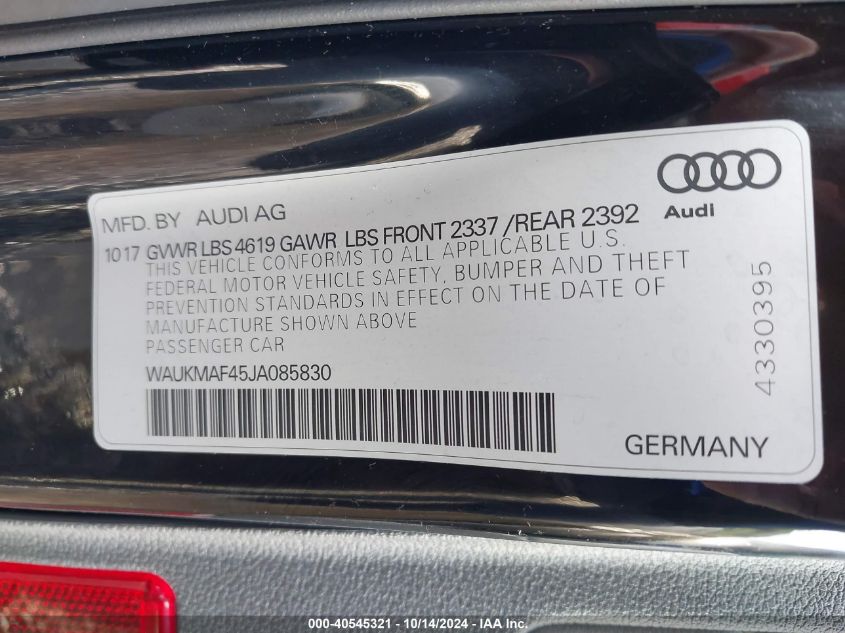 MFD. BY AUDI AG
Audi
1017 GVWR LBS 4619 GAWR LBS FRONT 2337 /REAR 2392
THIS VEHICLE CONFORMS TO ALL APPLICABLE U.S.
FEDERAL MOTOR VEHICLE SAFETY, BUMPER AND THEFT
PREVENTION STANDARDS IN EFFECT ON THE DATE OF
MANUFACTURE SHOWN ABOVE
PASSENGER CAR
WAUKMAF45JA085830
4330395
GERMANY
000-40545321 - 10/14/2024 - IAA Inc.